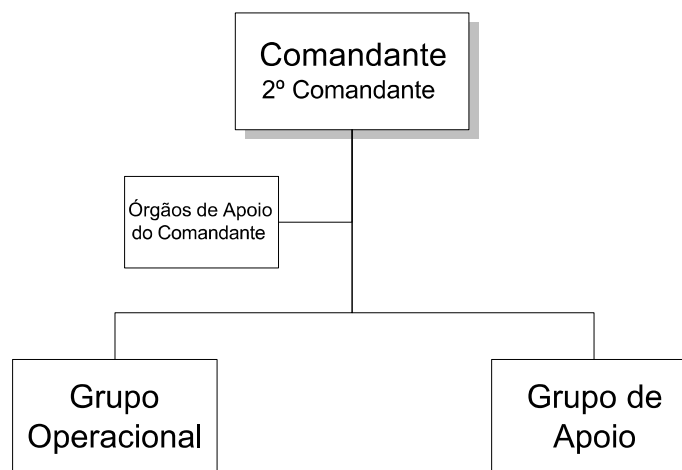 Comandante
2º Comandante
Órgãos de Apoio
do Comandante
Grupo
Operacional
Grupo de
Apoio